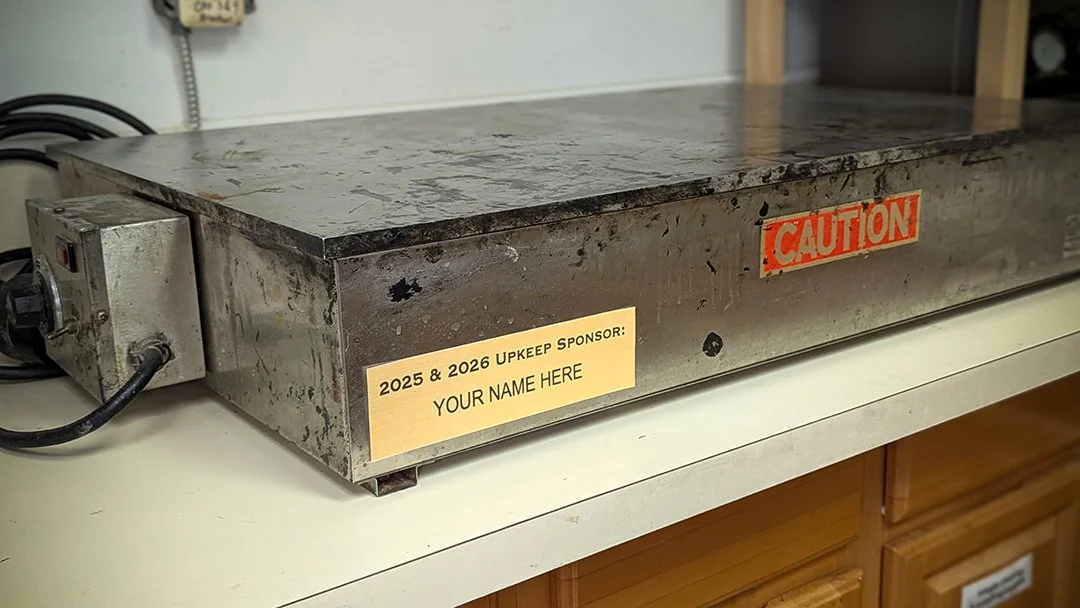 2025 & 2026 UPKEEP SPONSOR:
YOUR NAME HERE
CAUTION